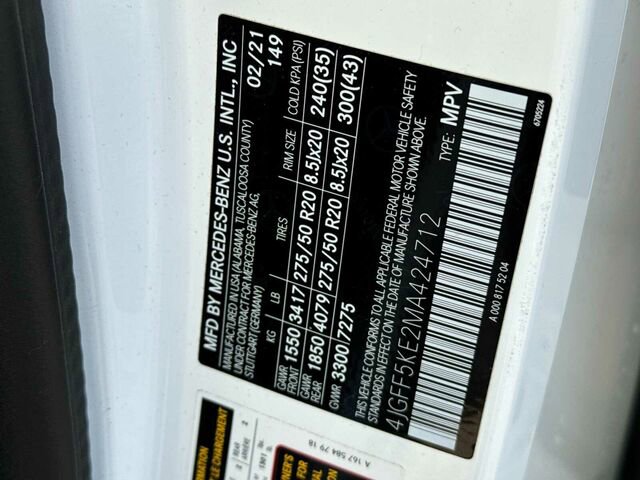 MFD BY MERCEDES-BENZ U.S. INTL., INC
MANUFACTURED IN USA (ALABAMA, TUSCALOOSA COUNTY)
UNDER CONTRACT FOR MERCEDES-BENZ AG,
STUTTGART (GERMANY)
02/21
149
KG LB TIRES RIM SIZE COLD KPA (PSI)
GAWR FRONT 1550 3417 275/50 R20 8.5Jx20 240(35)
GAWR REAR 1850 4079 275/50 R20 8.5Jx20 300(43)
GVWR 3300 7275
THIS VEHICLE CONFORMS TO ALL APPLICABLE FEDERAL MOTOR VEHICLE SAFETY
STANDARDS IN EFFECT ON THE DATE OF MANUFACTURE SHOWN ABOVE.
4JGFF5KE2MA424712 TYPE: MPV
A 000 817 52 04
6705226
A 167 584 79 18